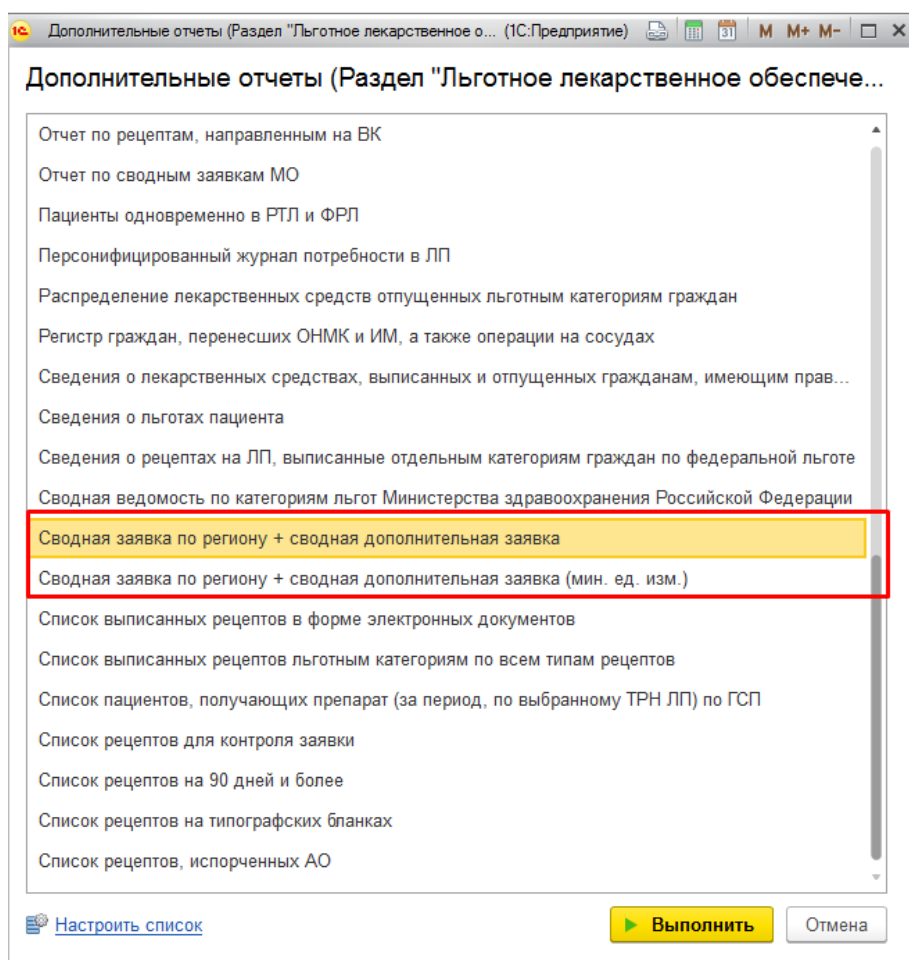 1С Дополнительные отчеты (Раздел "Льготное лекарственное о... (1С:Предприятие) 31 M M+ M-
Дополнительные отчеты (Раздел "Льготное лекарственное обеспече...
Отчет по рецептам, направленным на ВК
Отчет по сводным заявкам МО
Пациенты одновременно в РТЛ и ФРЛ
Персонифицированный журнал потребности в ЛП
Распределение лекарственных средств отпущенных льготным категориям граждан
Регистр граждан, перенесших ОНМК и ИМ, а также операции на сосудах
Сведения о лекарственных средствах, выписанных и отпущенных гражданам, имеющим прав...
Сведения о льготах пациента
Сведения о рецептах на ЛП, выписанные отдельным категориям граждан по федеральной льготе
Сводная ведомость по категориям льгот Министерства здравоохранения Российской Федерации
Сводная заявка по региону + сводная дополнительная заявка
Сводная заявка по региону + сводная дополнительная заявка (мин. ед. изм.)
Список выписанных рецептов в форме электронных документов
Список выписанных рецептов льготным категориям по всем типам рецептов
Список пациентов, получающих препарат (за период, по выбранному ТРН ЛП) по ГСП
Список рецептов для контроля заявки
Список рецептов на 90 дней и более
Список рецептов на типографских бланках
Список рецептов, испорченных АО
Настроить список Выполнить Отмена